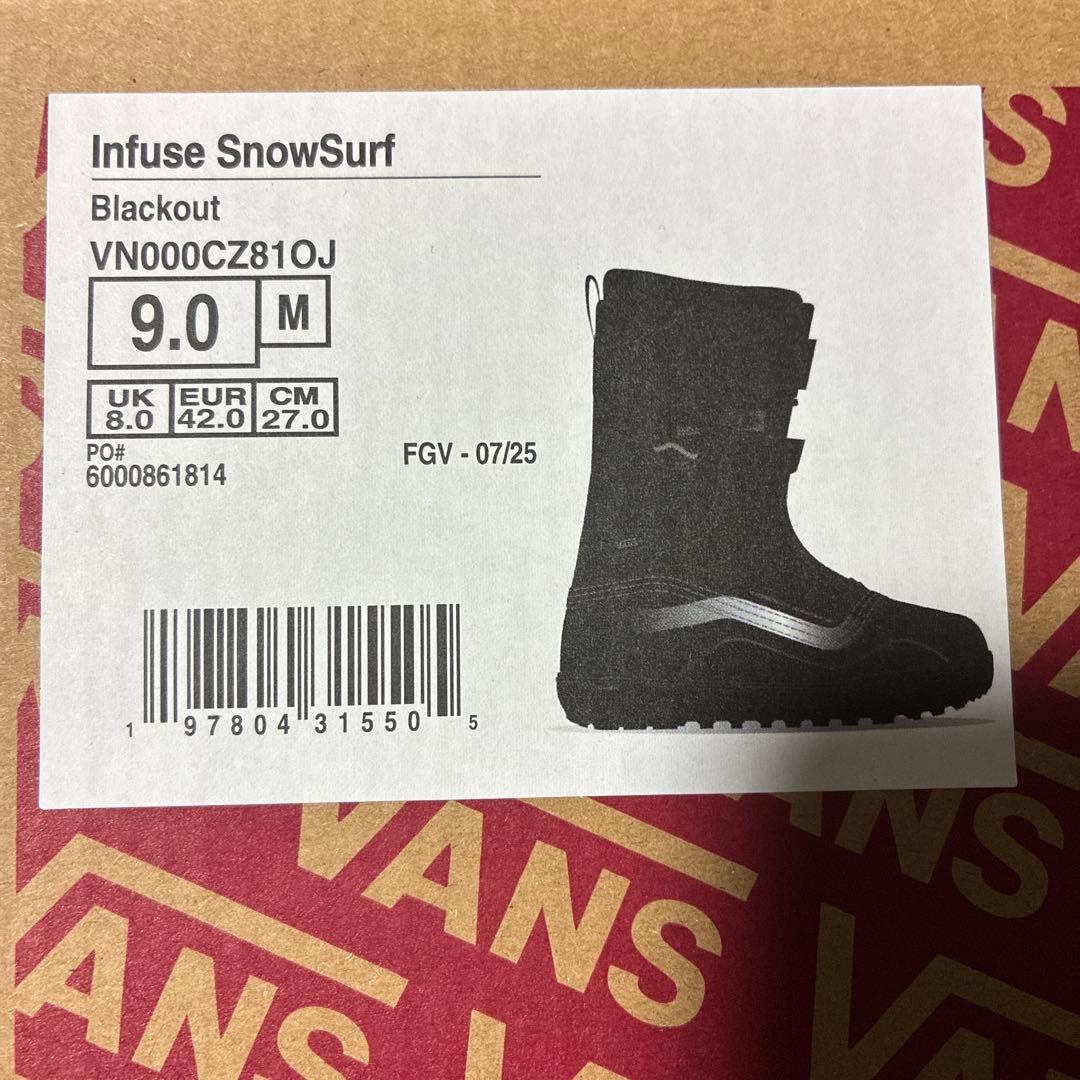 Infuse SnowSurf
Blackout
VN000CZ81OJ
9.0 M
UK EUR CM
8.0 42.0 27.0
PO#
6000861814
FGV - 07/25
VANS
1 97804 31550 5
S
VANS
VANS
VANS